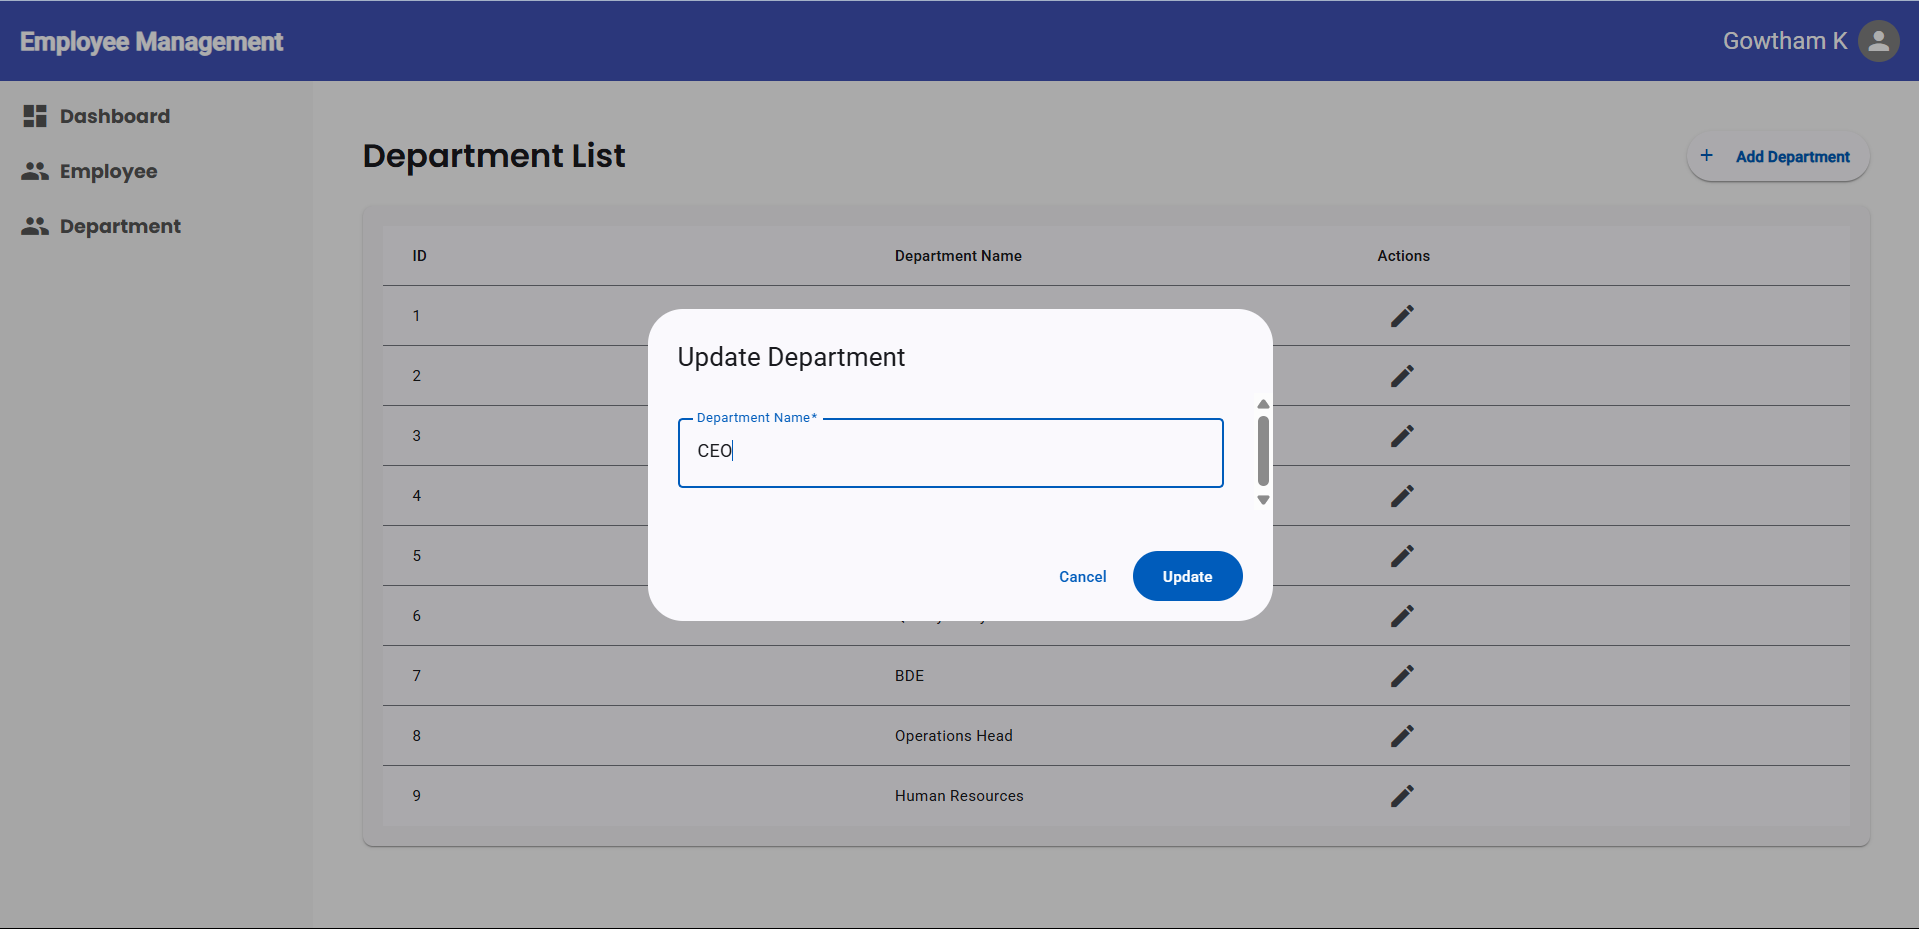 Employee Management
Gowtham K
Dashboard
Employee
Department
Department List
+ Add Department
ID Department Name Actions
1
2
3
4
5
6
7 BDE
8 Operations Head
9 Human Resources
Update Department
Department Name*
CEO
Cancel
Update